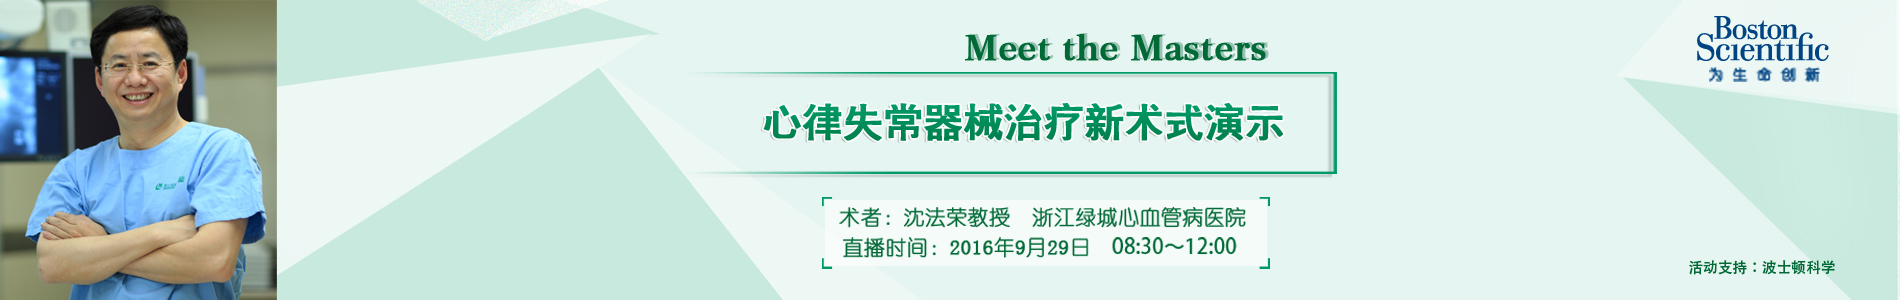 Meet the Masters
心律失常器械治疗新术式演示
术者：沈法荣教授 浙江绿城心血管病医院
直播时间：2016年9月29日 08:30～12:00
Boston
Scientific
为生命创新
活动支持：波士顿科学